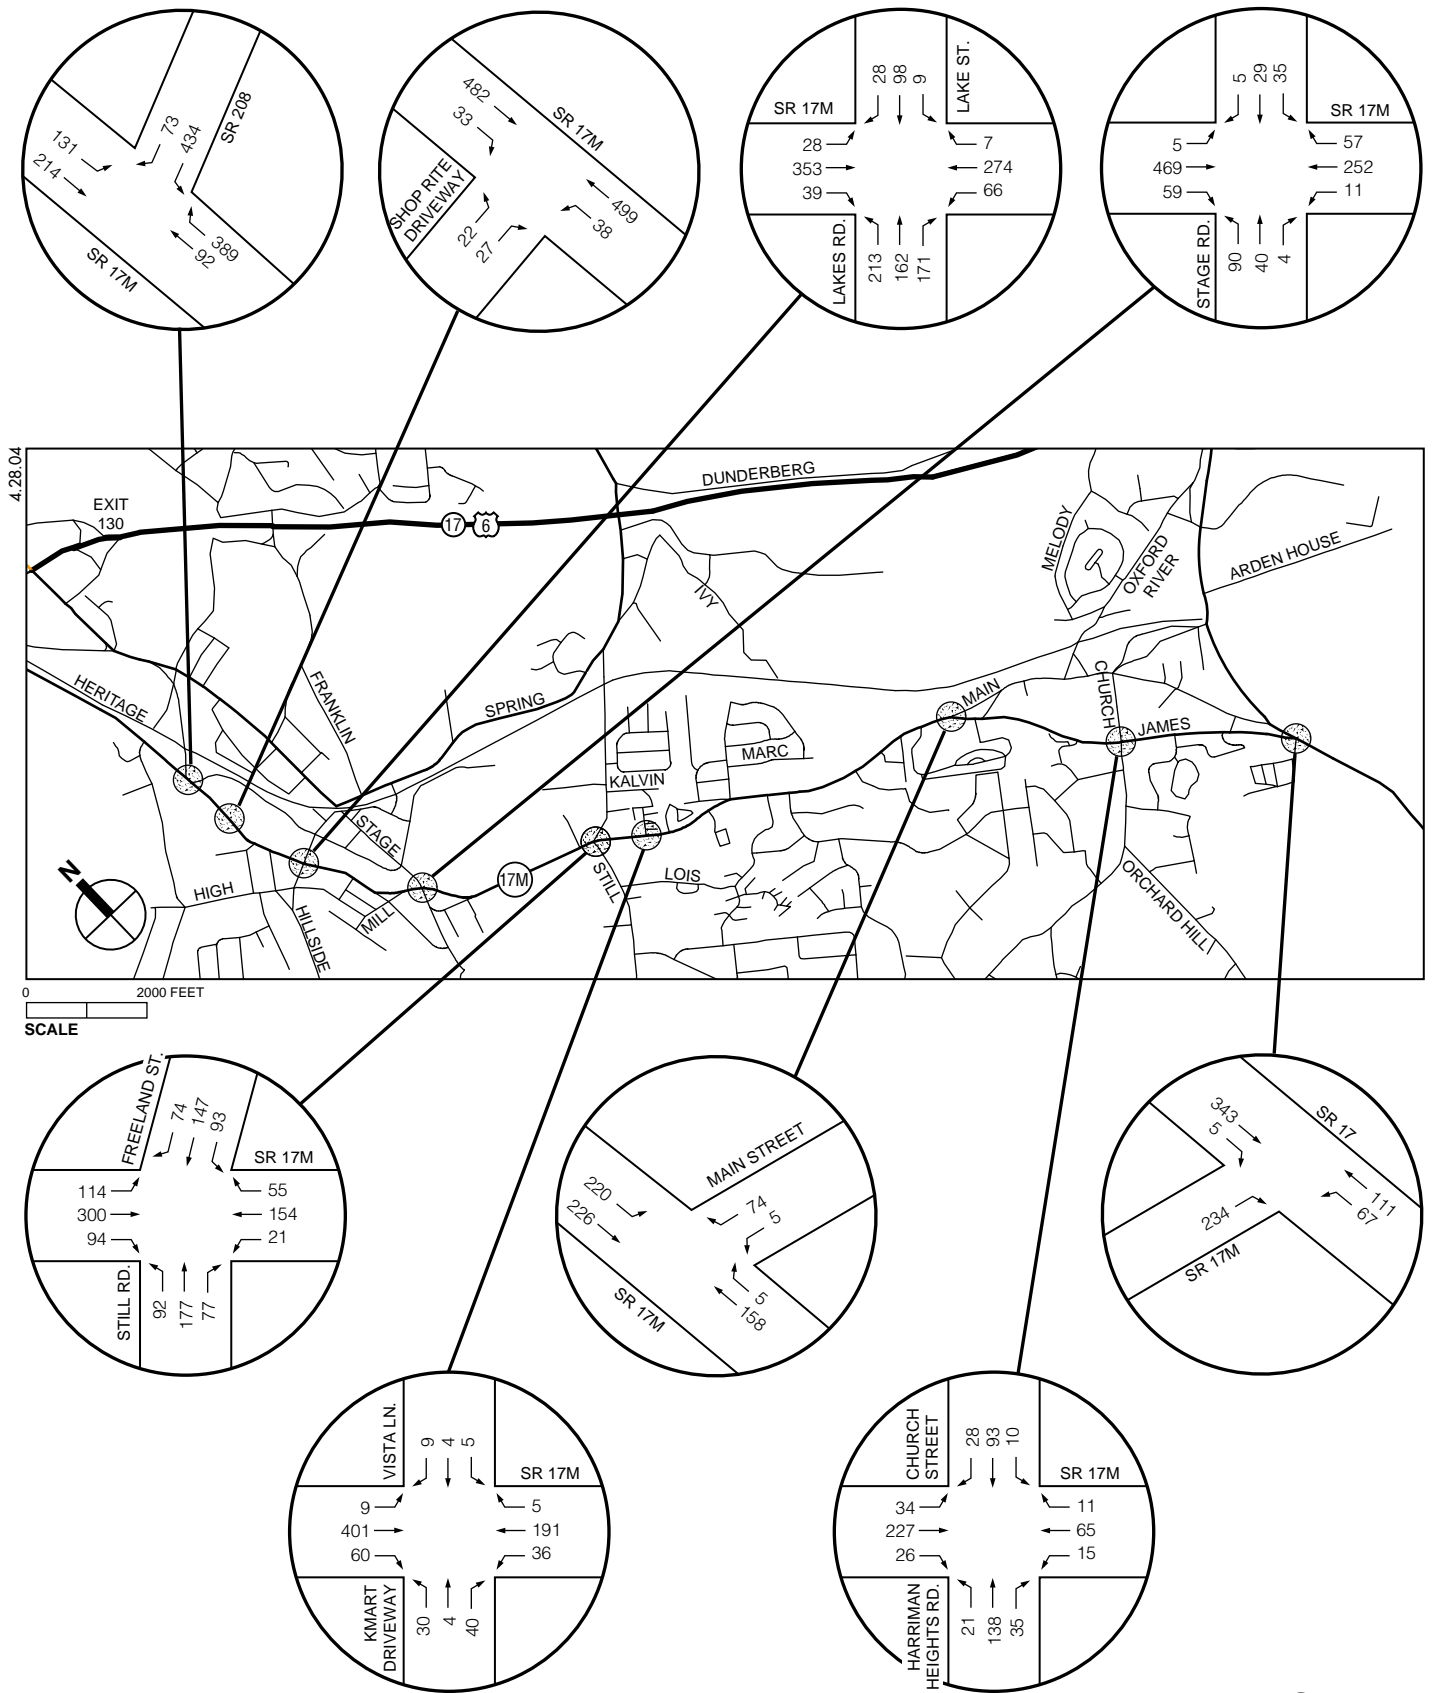 131
214
73
434
SR 208
389
92
SR 17M
482
33
SR 17M
SHOP RITE
DRIVEWAY
22
27
499
38
SR 17M
LAKE ST.
28
98
9
28
353
39
7
274
66
LAKES RD.
213
162
171
5
29
35
SR 17M
5
469
59
57
252
11
STAGE RD.
90
40
4
4.28.04
EXIT
130
17
6
DUNDERBERG
MELODY
OXFORD
RIVER
ARDEN HOUSE
IVY
HERITAGE
FRANKLIN
SPRING
MAIN
CHURCH
JAMES
MARC
KALVIN
STAGE
N
HIGH
HILLSIDE
MILL
17M
STILL
LOIS
ORCHARD HILL
0
2000 FEET
SCALE
FREELAND ST.
74
147
93
SR 17M
114
300
94
55
154
21
STILL RD.
92
177
77
MAIN STREET
220
226
74
5
5
158
SR 17M
343
5
SR 17
111
67
234
SR 17M
VISTA LN.
9
4
5
SR 17M
9
401
60
5
191
36
KMART
DRIVEWAY
30
4
40
CHURCH
STREET
28
93
10
SR 17M
34
227
26
11
65
15
HARRIMAN
HEIGHTS RD.
21
138
35